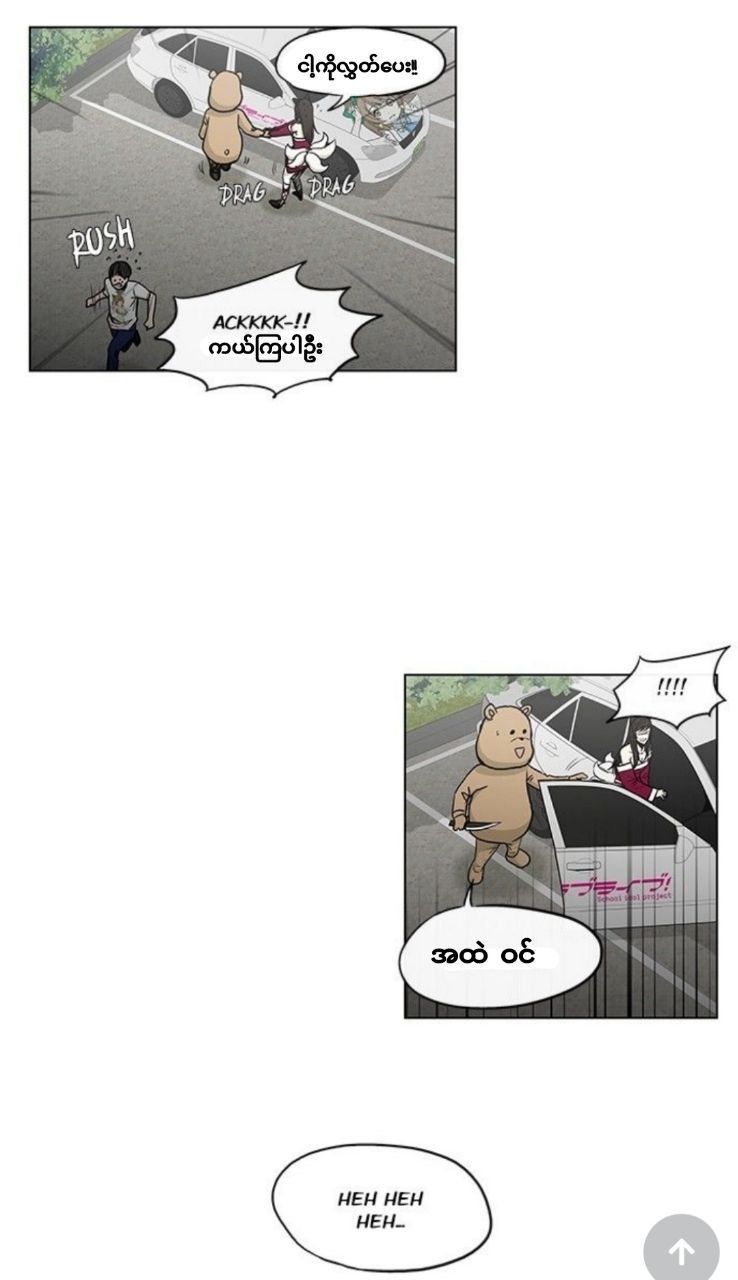 ငါ့ကိုလွှတ်ပေး!!
DRAG
DRAG
RUSH
ACKKKK-!!
ကယ်ကြပါဦး
!!!!
ラブライブ!
School idol project
အထဲ ဝင်
HEH HEH
HEH...